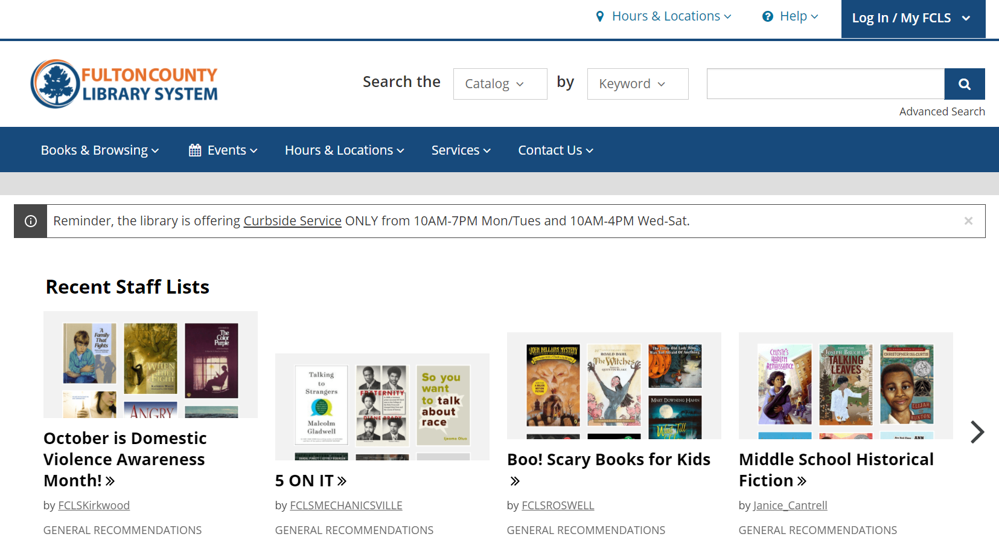 Hours & Locations
Help
Log In / My FCLS
FULTON COUNTY
LIBRARY SYSTEM
Search the
Catalog
by
Keyword
Advanced Search
Books & Browsing
Events
Hours & Locations
Services
Contact Us
Reminder, the library is offering Curbside Service ONLY from 10AM-7PM Mon/Tues and 10AM-4PM Wed-Sat.
Recent Staff Lists
A
Family
That
Fights
WHEN
THEY
FIGHT
The
Color
Purple
ANGRY
October is Domestic
Violence Awareness
Month!
by FCLSKirkwood
GENERAL RECOMMENDATIONS
Talking
to
Strangers
Malcolm
Gladwell
FRATERNITY
DIANE BRADY
So you
want
to talk
about
race
Ijeoma Oluo
5 ON IT
by FCLSMECHANICSVILLE
GENERAL RECOMMENDATIONS
JOHN BELLAIRS MYSTERY
ROALD DAHL
The Witches
QUENTIN BLAKE
The Little Old Lady Who
Was Not Afraid Of Anything
MARY DOWNING HAHN
Wait Till
Boo! Scary Books for Kids
by FCLSROSWELL
GENERAL RECOMMENDATIONS
CELESTE'S
HARLEM
RENAISSANCE
JOSEPH BRUCHAC
TALKING
LEAVES
CHRISTOPHER PAUL CURTIS
ELIJAH
OF
BUXTON
ANN
Middle School Historical
Fiction
by Janice_Cantrell
GENERAL RECOMMENDATIONS